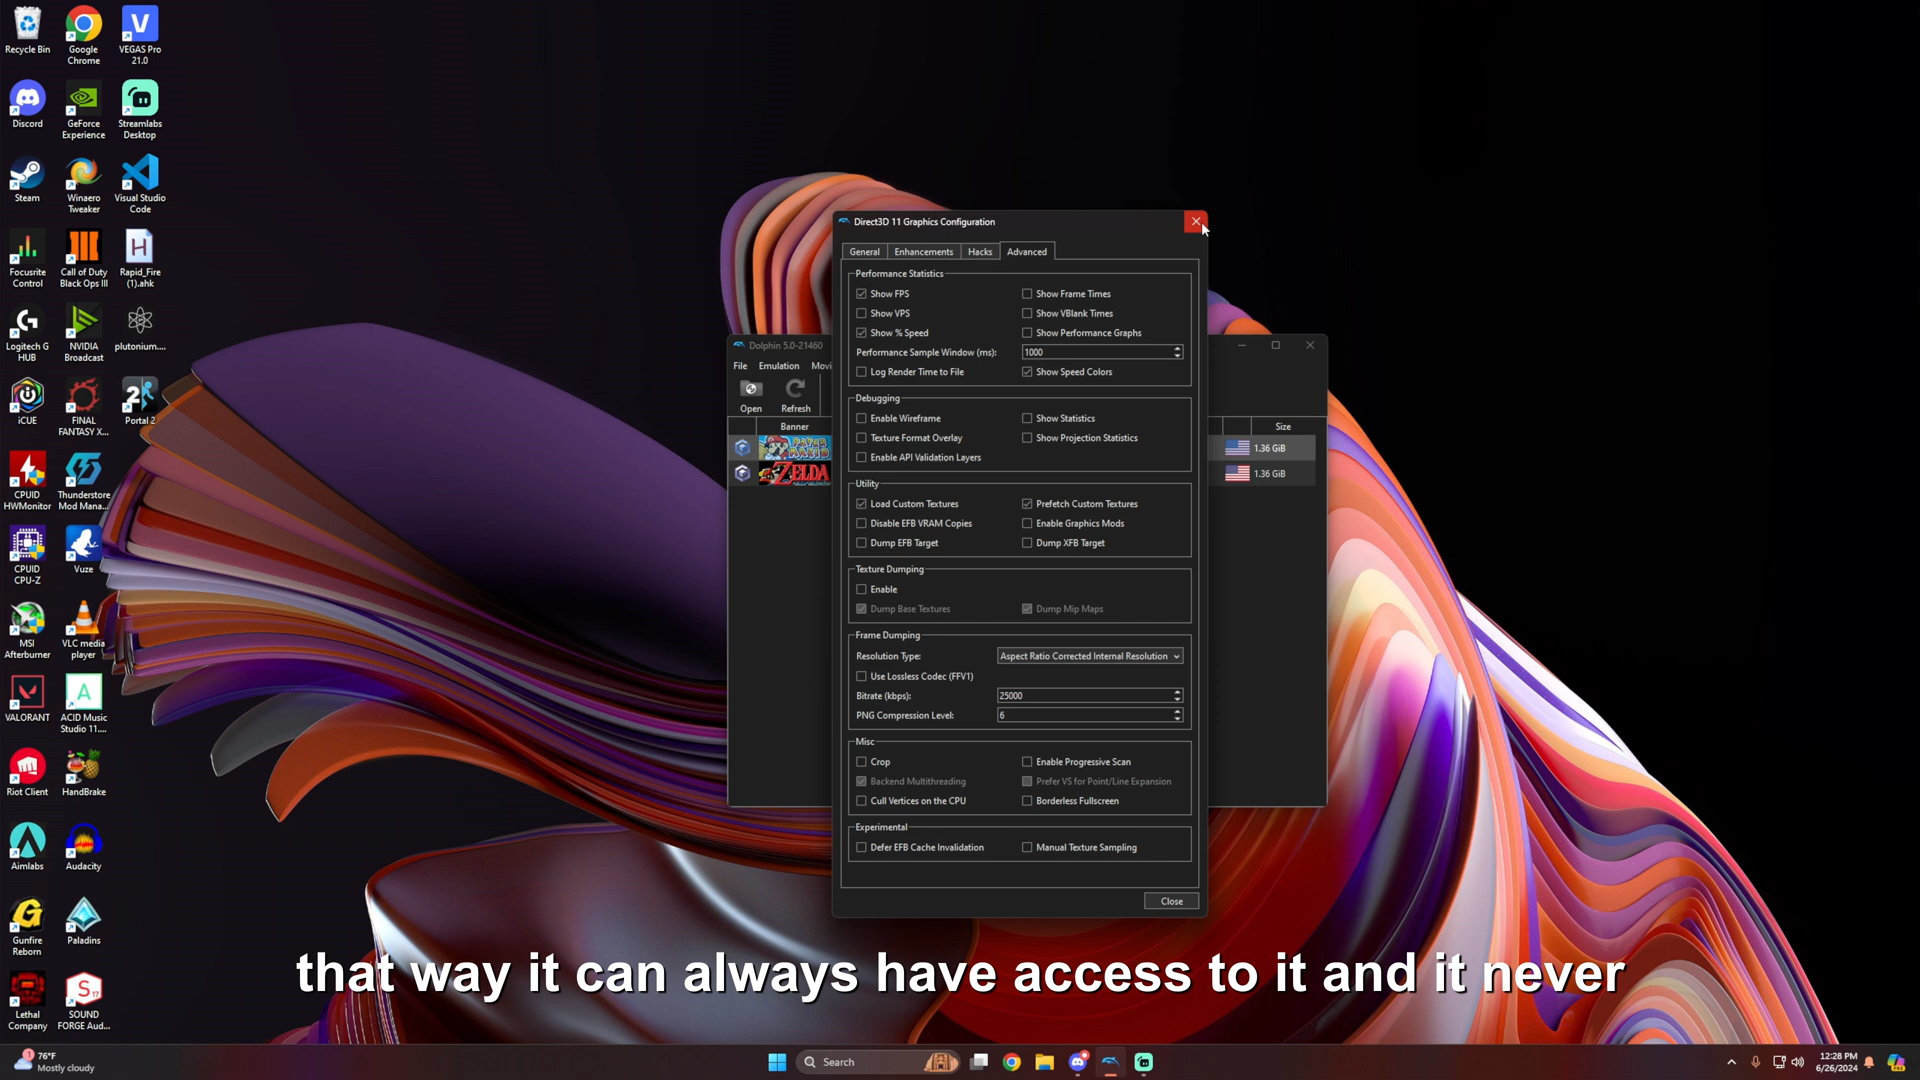 Recycle Bin
Google
Chrome
VEGAS Pro
21.0
Discord
GeForce
Experience
Streamlabs
Desktop
Steam
Winaero
Tweaker
Visual Studio
Code
Focusrite
Control
Call of Duty
Black Ops III
Rapid_Fire
(1).ahk
Logitech G
HUB
NVIDIA
Broadcast
plutonium....
iCUE
FINAL
FANTASY X...
Portal 2
CPUID
HWMonitor
Thunderstore
Mod Mana...
CPUID
CPU-Z
Vuze
MSI
Afterburner
VLC media
player
VALORANT
ACID Music
Studio 11....
Riot Client
HandBrake
Aimlabs
Audacity
Gunfire
Reborn
Paladins
Lethal
Company
SOUND
FORGE Aud...
Dolphin 5.0-21460
File Emulation Movi
Open Refresh
Banner
Size
PAPER MARIO
1.36 GiB
ZELDA
1.36 GiB
Direct3D 11 Graphics Configuration
General Enhancements Hacks Advanced
Performance Statistics
Show FPS Show Frame Times
Show VPS Show VBlank Times
Show % Speed Show Performance Graphs
Performance Sample Window (ms): 1000
Log Render Time to File Show Speed Colors
Debugging
Enable Wireframe Show Statistics
Texture Format Overlay Show Projection Statistics
Enable API Validation Layers
Utility
Load Custom Textures Prefetch Custom Textures
Disable EFB VRAM Copies Enable Graphics Mods
Dump EFB Target Dump XFB Target
Texture Dumping
Enable
Dump Base Textures Dump Mip Maps
Frame Dumping
Resolution Type: Aspect Ratio Corrected Internal Resolution
Use Lossless Codec (FFV1)
Bitrate (kbps): 25000
PNG Compression Level: 6
Misc
Crop Enable Progressive Scan
Backend Multithreading Prefer VS for Point/Line Expansion
Cull Vertices on the CPU Borderless Fullscreen
Experimental
Defer EFB Cache Invalidation Manual Texture Sampling
Close
that way it can always have access to it and it never
1
76°F
Mostly cloudy
Search
12:28 PM
6/26/2024